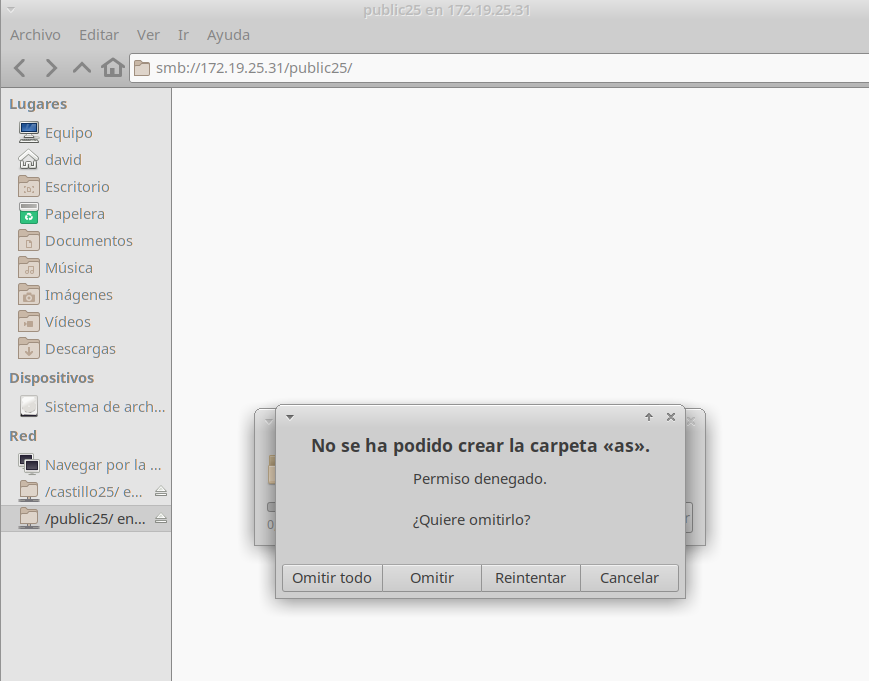 public25 en 172.19.25.31
Archivo Editar Ver Ir Ayuda
smb://172.19.25.31/public25/
Lugares
Equipo
david
Escritorio
Papelera
Documentos
Música
Imágenes
Vídeos
Descargas
Dispositivos
Sistema de arch...
Red
Navegar por la ...
/castillo25/ e...
/public25/ en...
No se ha podido crear la carpeta «as».
Permiso denegado.
¿Quiere omitirlo?
Omitir todo Omitir Reintentar Cancelar